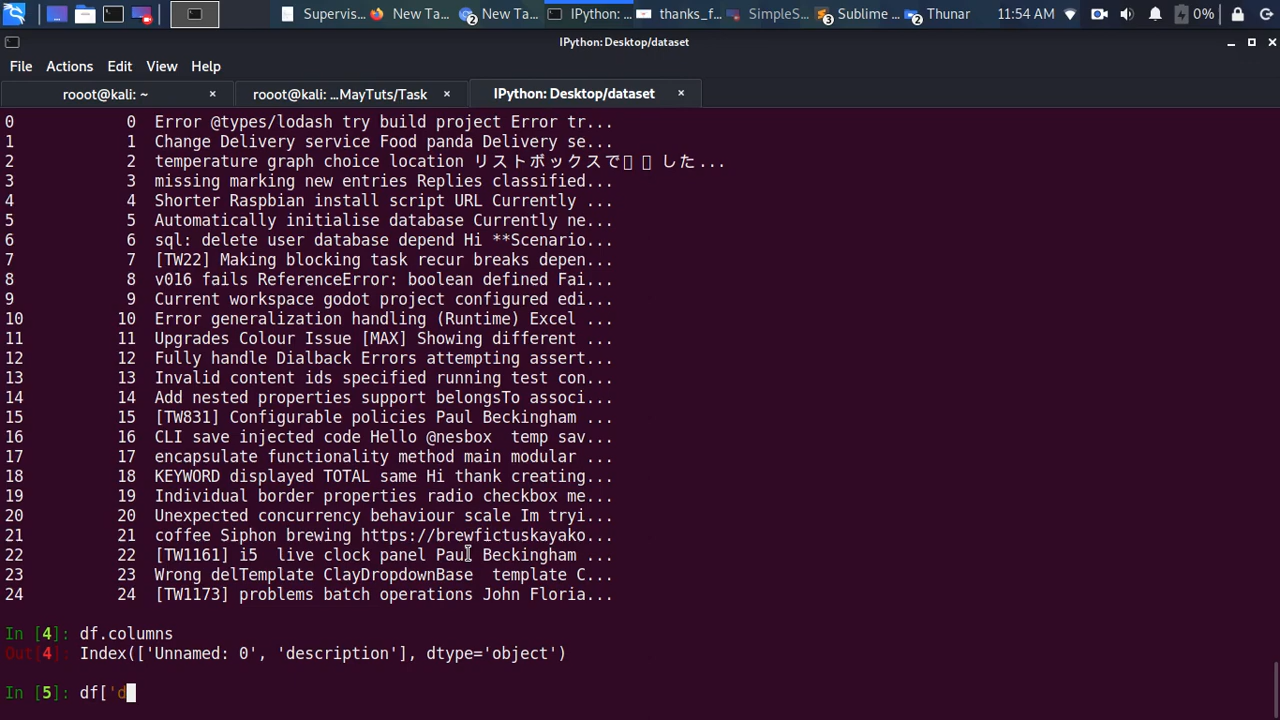 Supervis... New Ta... 2 New Ta... IPython: ... thanks_f... SimpleS... 3 Sublime ... 2 Thunar 11:54 AM 0%
IPython: Desktop/dataset
File Actions Edit View Help
rooot@kali: ~ × rooot@kali: ...MayTuts/Task × IPython: Desktop/dataset ×
0 0 Error @types/lodash try build project Error tr...
1 1 Change Delivery service Food panda Delivery se...
2 2 temperature graph choice location リストボックスで した...
3 3 missing marking new entries Replies classified...
4 4 Shorter Raspbian install script URL Currently ...
5 5 Automatically initialise database Currently ne...
6 6 sql: delete user database depend Hi **Scenario...
7 7 [TW22] Making blocking task recur breaks depen...
8 8 v016 fails ReferenceError: boolean defined Fai...
9 9 Current workspace godot project configured edi...
10 10 Error generalization handling (Runtime) Excel ...
11 11 Upgrades Colour Issue [MAX] Showing different ...
12 12 Fully handle Dialback Errors attempting assert...
13 13 Invalid content ids specified running test con...
14 14 Add nested properties support belongsTo associ...
15 15 [TW831] Configurable policies Paul Beckingham ...
16 16 CLI save injected code Hello @nesbox temp sav...
17 17 encapsulate functionality method main modular ...
18 18 KEYWORD displayed TOTAL same Hi thank creating...
19 19 Individual border properties radio checkbox me...
20 20 Unexpected concurrency behaviour scale Im tryi...
21 21 coffee Siphon brewing https://brewfictuskayako...
22 22 [TW1161] i5 live clock panel Paul Beckingham ...
23 23 Wrong delTemplate ClayDropdownBase template C...
24 24 [TW1173] problems batch operations John Floria...
In [4]: df.columns
Out[4]: Index(['Unnamed: 0', 'description'], dtype='object')
In [5]: df['d